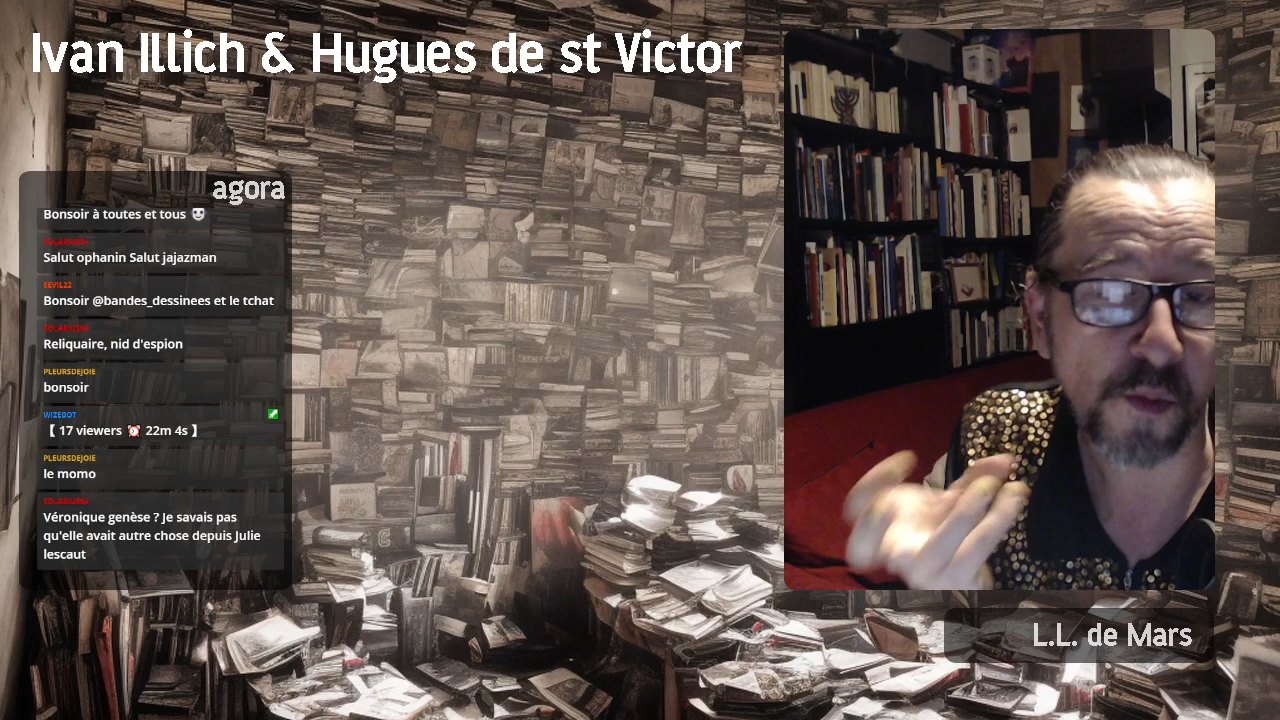 Ivan Illich & Hugues de st Victor
agora
Bonsoir à toutes et tous
Salut ophanin Salut jajazman
EEVIL22
Bonsoir @bandes_dessinees et le tchat
Reliquaire, nid d'espion
PLEURSDEJOIE
bonsoir
WIZEBOT
【 17 viewers ⏰ 22m 4s 】
PLEURSDEJOIE
le momo
Véronique genèse ? Je savais pas
qu'elle avait autre chose depuis Julie
lescaut
L.L. de Mars